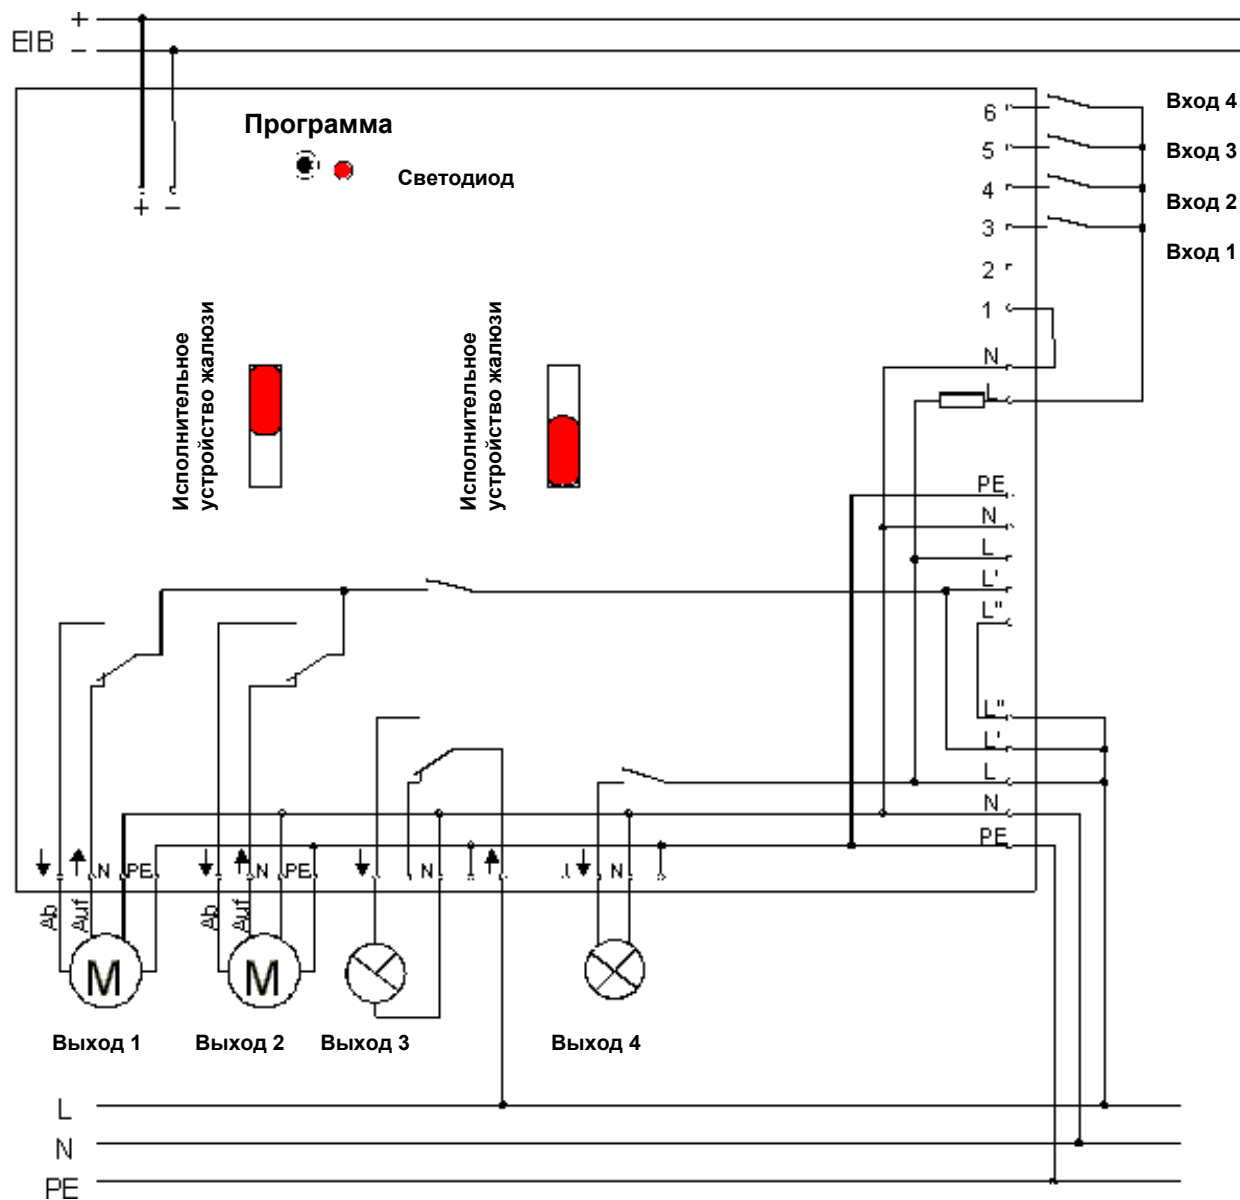 +
EIB
−
Программа
Светодиод
+ −
6
5
4
3
2
1
N
L
Вход 4
Вход 3
Вход 2
Вход 1
Исполнительное
устройство жалюзи
Исполнительное
устройство жалюзи
PE
N
L
L'
L"
L"
L'
L
N
PE
N PE N PE N N
Ab Auf Ab Auf
M M
Выход 1 Выход 2 Выход 3 Выход 4
L
N
PE